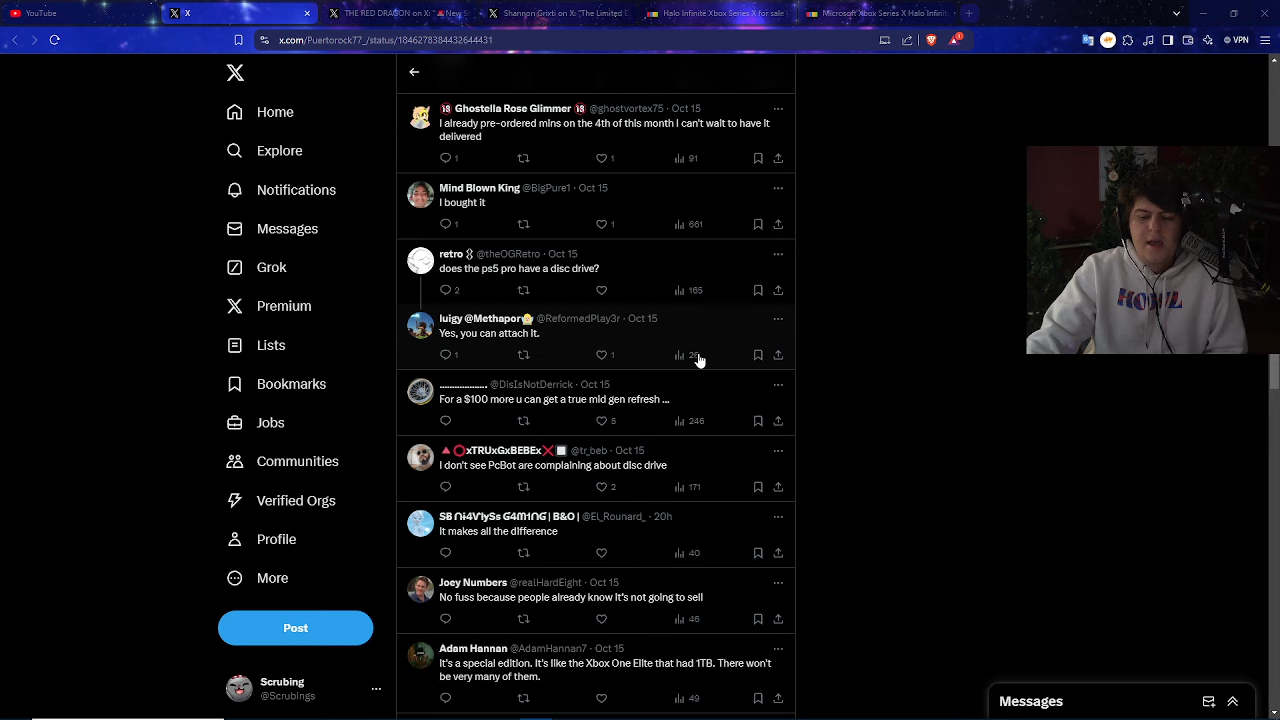 YouTube
X
THE RED DRAGON on X: "🔺New S
Shannon Grixti on X: "The Limited E
Halo Infinite Xbox Series X for sale
Microsoft Xbox Series X Halo Infinite
x.com/Puertorock77_/status/1846278384432644431
1
VPN
Home
Explore
Notifications
Messages
Grok
Premium
Lists
Bookmarks
Jobs
Communities
Verified Orgs
Profile
More
Post
Scrubing
@Scrubings
🔞 Ghostella Rose Glimmer 🔞 @ghostvortex75 · Oct 15
I already pre-ordered mins on the 4th of this month I can't wait to have it
delivered
1 1 91
Mind Blown King @BigPure1 · Oct 15
I bought it
1 1 661
retro @theOGRetro · Oct 15
does the ps5 pro have a disc drive?
2 165
luigy @Methapor @ReformedPlay3r · Oct 15
Yes, you can attach it.
1 1
.................... @DisIsNotDerrick · Oct 15
For a $100 more u can get a true mid gen refresh ...
5 246
🔺⭕xTRUxGxBEBEx❌🔲 @tr_beb · Oct 15
I don't see PcBot are complaining about disc drive
2 171
| B&O | @El_Rounard_ · 20h
It makes all the difference
40
Joey Numbers @realHardEight · Oct 15
No fuss because people already know it's not going to sell
46
Adam Hannan @AdamHannan7 · Oct 15
It's a special edition. It's like the Xbox One Elite that had 1TB. There won't
be very many of them.
49
HOWL
Messages